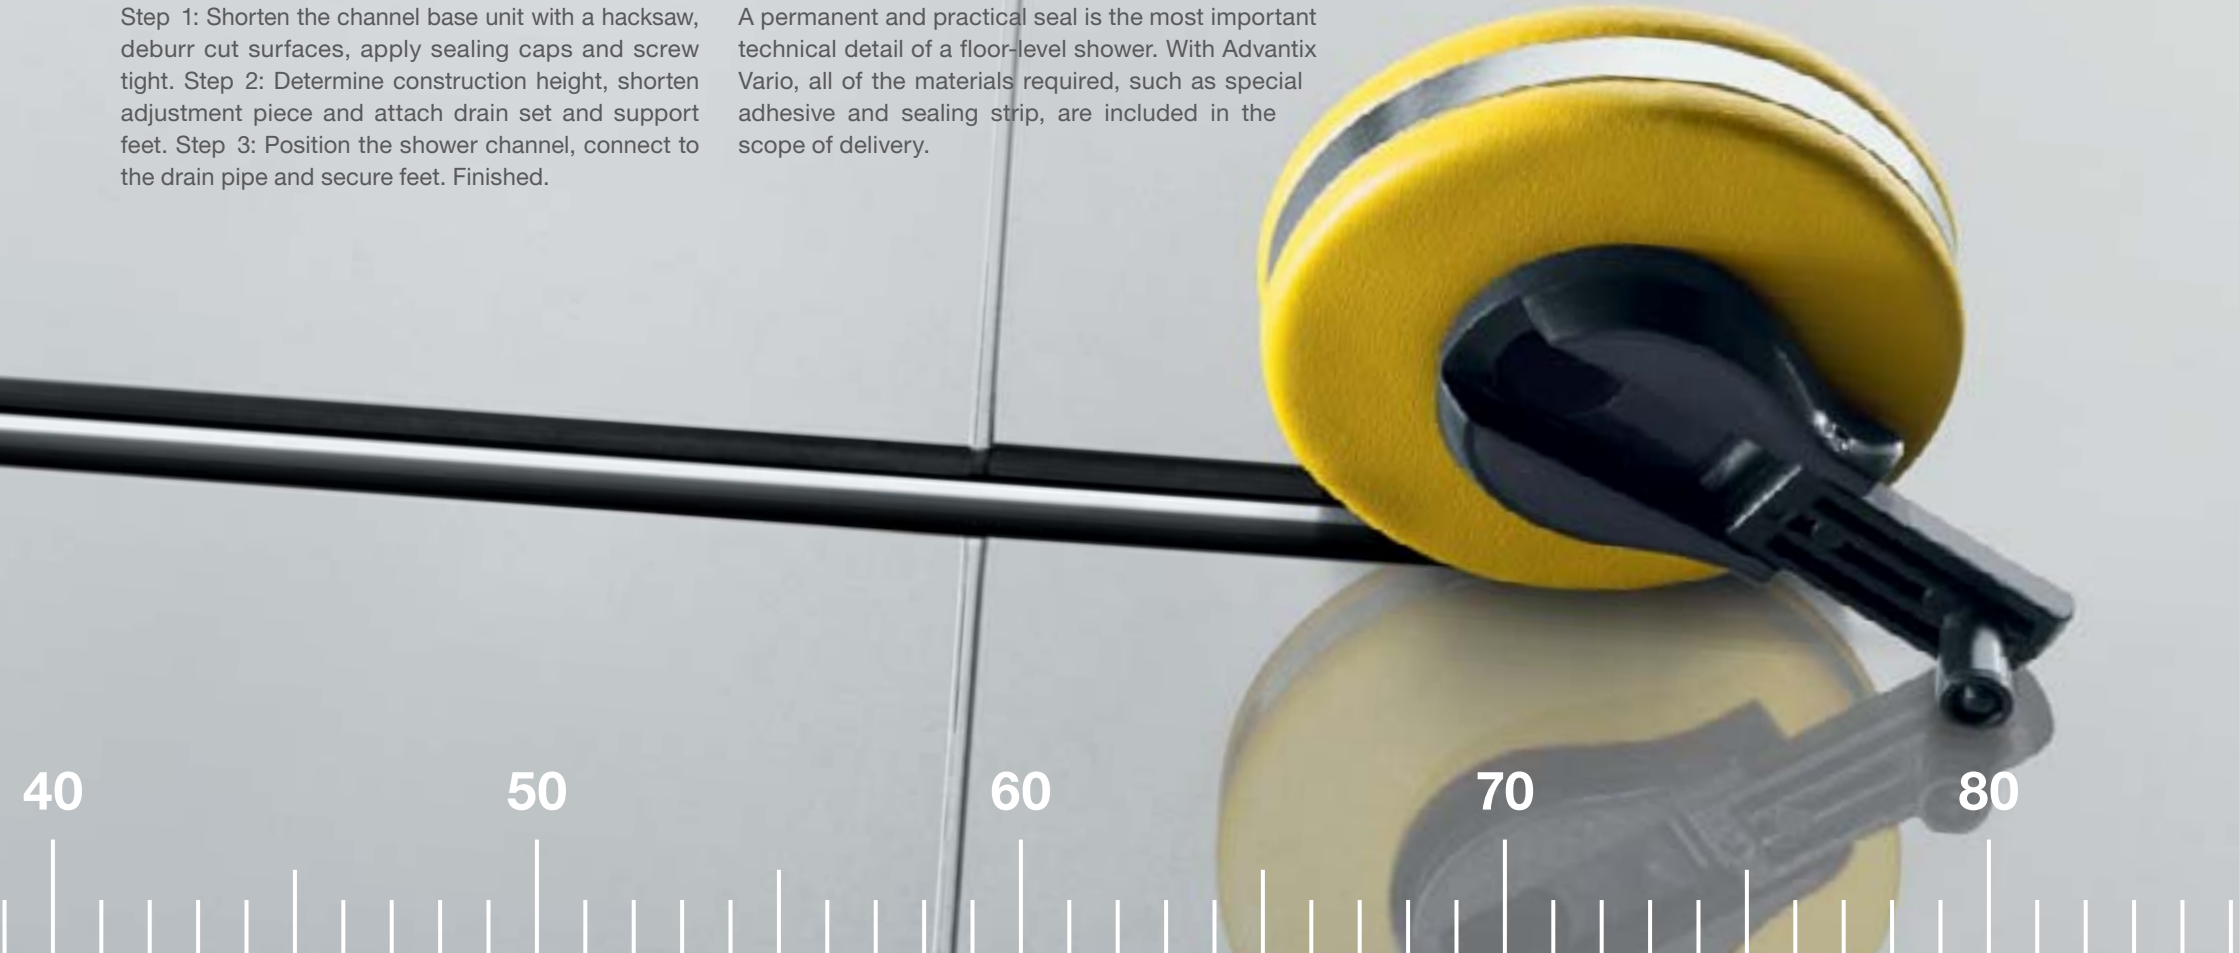 Step 1: Shorten the channel base unit with a hacksaw,
deburr cut surfaces, apply sealing caps and screw
tight. Step 2: Determine construction height, shorten
adjustment piece and attach drain set and support
feet. Step 3: Position the shower channel, connect to
the drain pipe and secure feet. Finished.
A permanent and practical seal is the most important
technical detail of a floor-level shower. With Advantix
Vario, all of the materials required, such as special
adhesive and sealing strip, are included in the
scope of delivery.
40 50 60 70 80